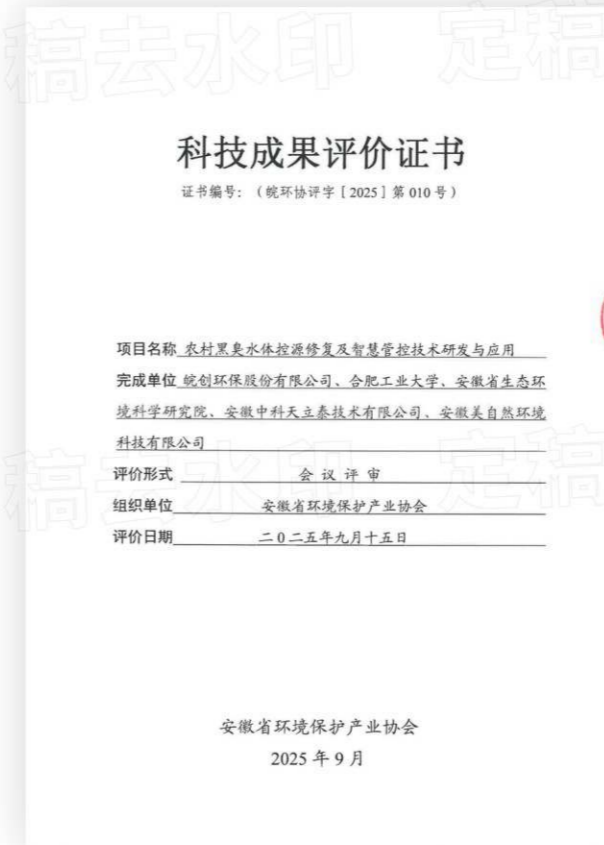 稿去水印 定稿
科技成果评价证书
证书编号：（皖环协评字［2025］第 010 号）
项目名称 农村黑臭水体控源修复及智慧管控技术研发与应用
完成单位 皖创环保股份有限公司、合肥工业大学、安徽省生态环
境科学研究院、安徽中科天立泰技术有限公司、安徽美自然环境
科技有限公司
稿去水印 定稿
评价形式 会 议 评 审
组织单位 安徽省环境保护产业协会
评价日期 二０二五年九月十五日
安徽省环境保护产业协会
2025 年 9 月